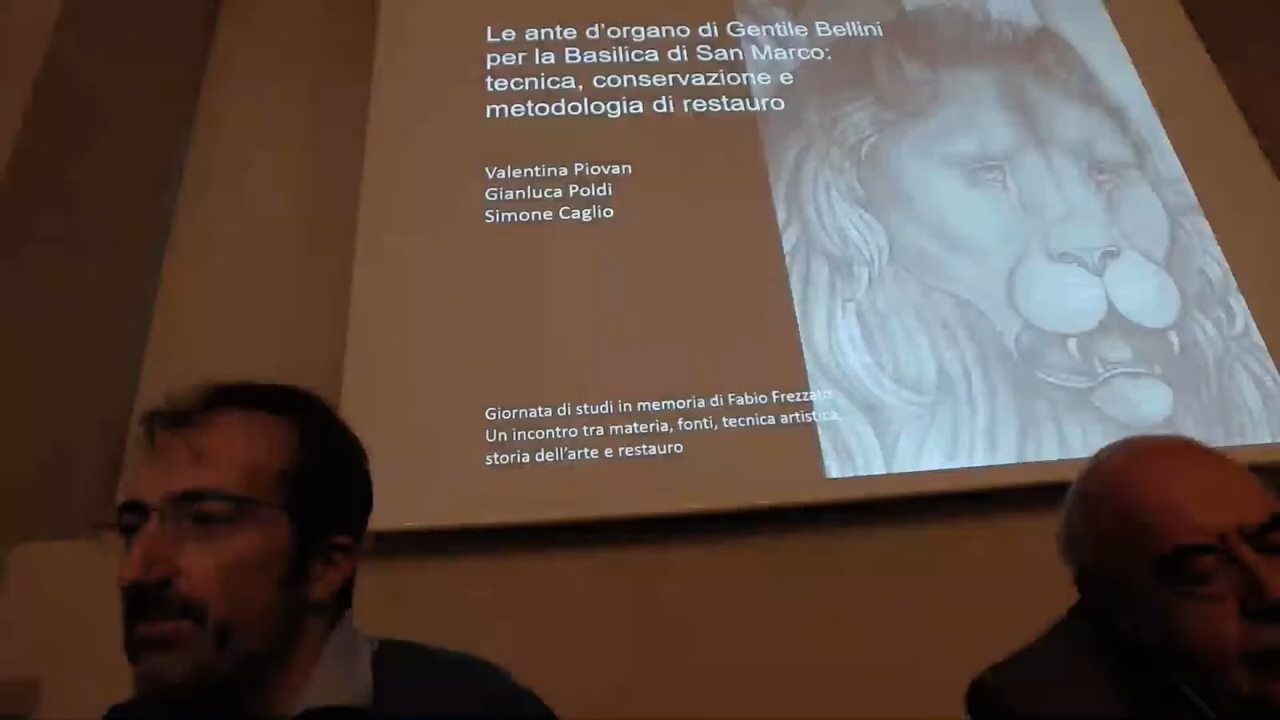 Le ante d'organo di Gentile Bellini
per la Basilica di San Marco:
tecnica, conservazione e
metodologia di restauro
Valentina Piovan
Gianluca Poldi
Simone Caglio
Giornata di studi in memoria di Fabio Frezzato
Un incontro tra materia, fonti, tecnica artistica,
storia dell'arte e restauro